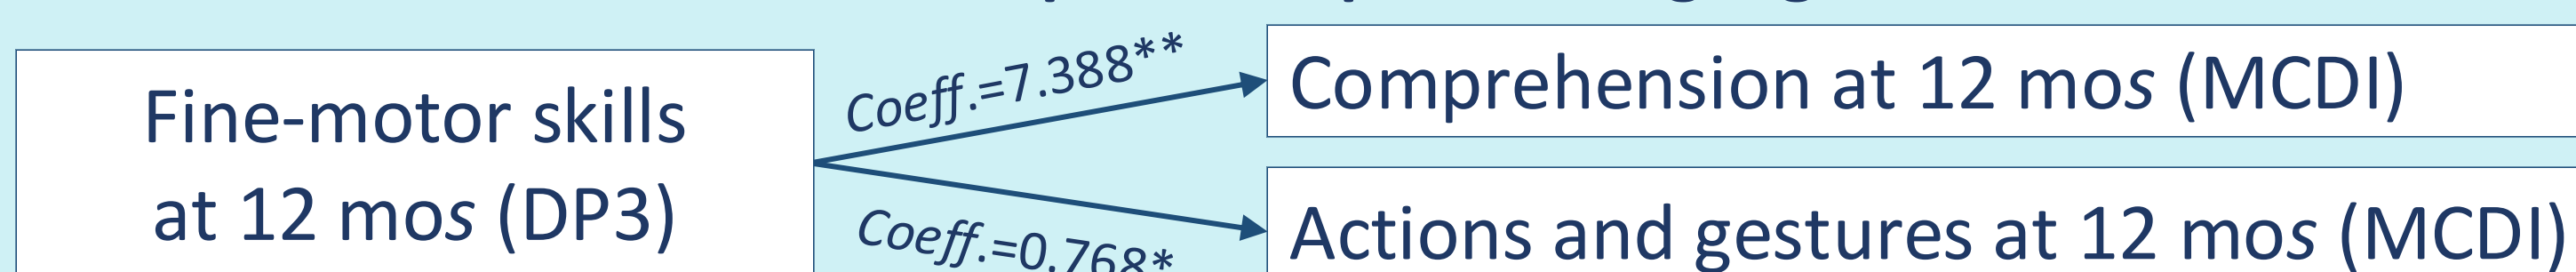 Fine-motor skills
at 12 mos (DP3)
Coeff.=7.388**
Coeff.=0.768*
Comprehension at 12 mos (MCDI)
Actions and gestures at 12 mos (MCDI)